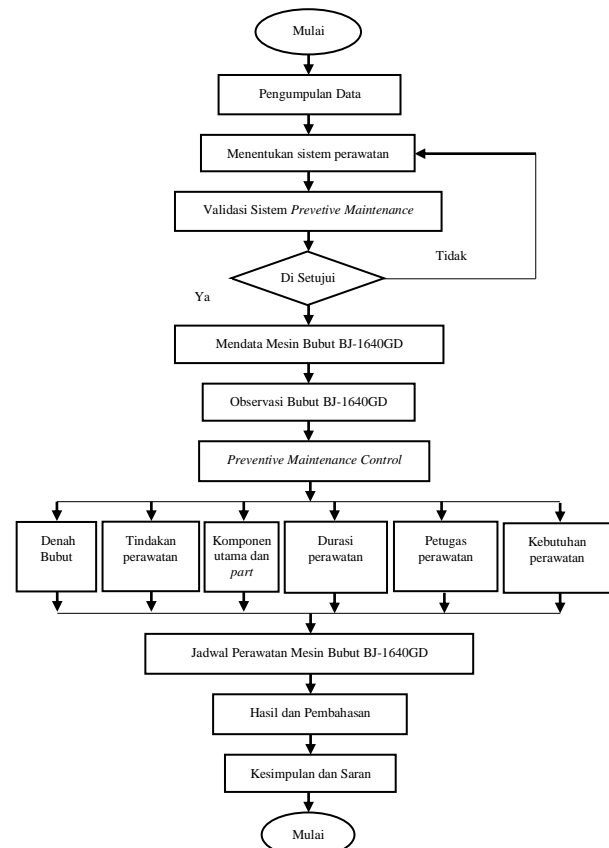 Mulai
Pengumpulan Data
Menentukan sistem perawatan
Validasi Sistem Prevetive Maintenance
Tidak
Di Setujui
Ya
Mendata Mesin Bubut BJ-1640GD
Observasi Bubut BJ-1640GD
Preventive Maintenance Control
Denah
Bubut
Tindakan
perawatan
Komponen
utama dan
part
Durasi
perawatan
Petugas
perawatan
Kebutuhan
perawatan
Jadwal Perawatan Mesin Bubut BJ-1640GD
Hasil dan Pembahasan
Kesimpulan dan Saran
Mulai